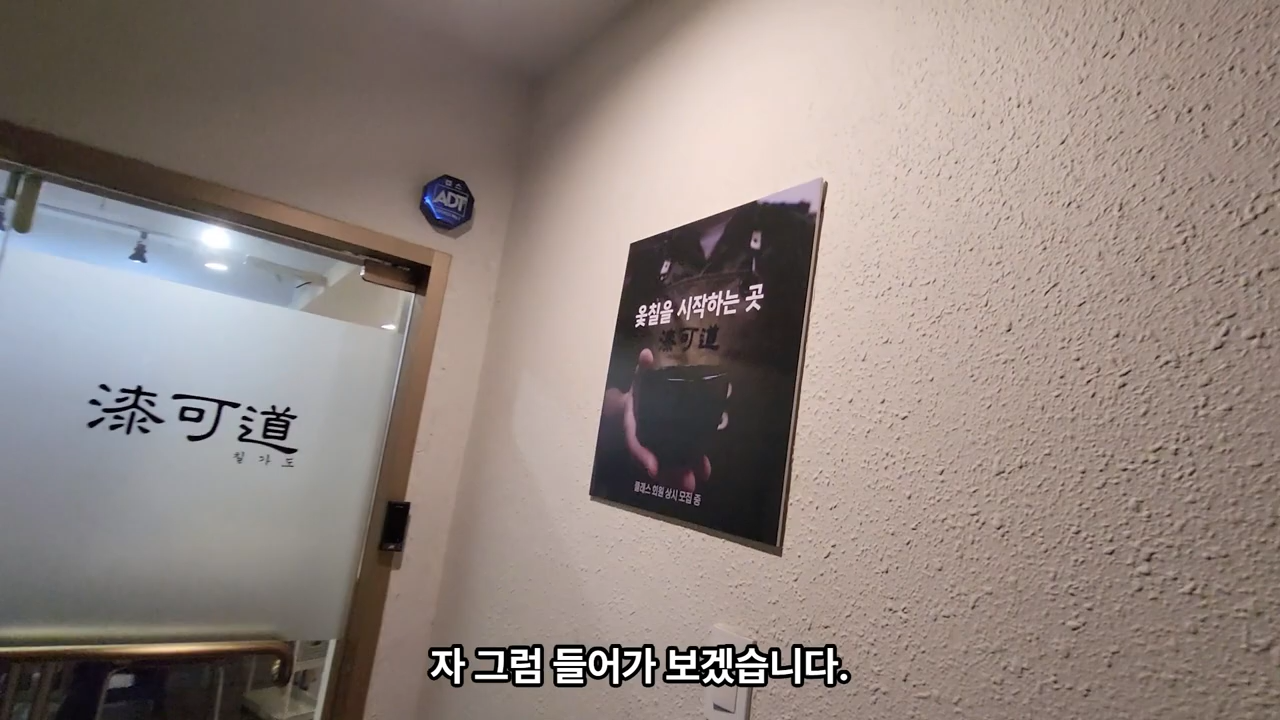 캡스
ADT
漆可道
칠가도
옻칠을 시작하는 곳
漆可道
클래스 회원 상시 모집 중
자 그럼 들어가 보겠습니다.